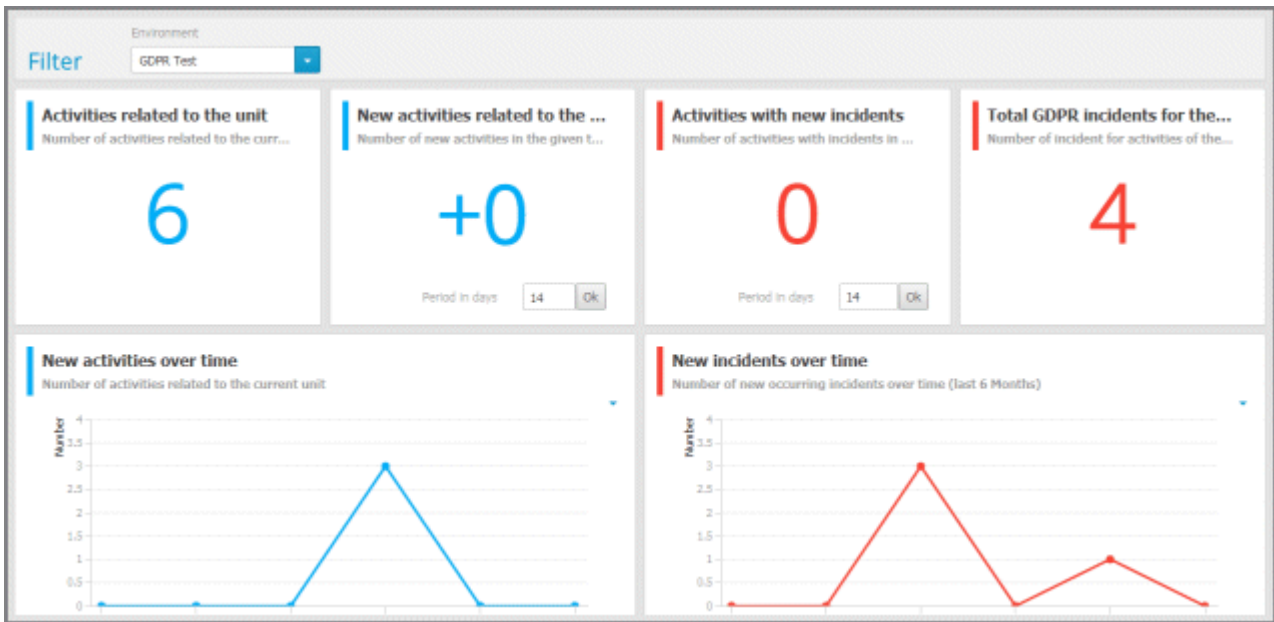 Environment
Filter
GDPR Test
Activities related to the unit
Number of activities related to the curr...
6
New activities related to the ...
Number of new activities in the given t...
+0
Period in days 14 Ok
Activities with new incidents
Number of activities with incidents in ...
0
Period in days 14 Ok
Total GDPR incidents for the...
Number of incident for activities of the...
4
New activities over time
Number of activities related to the current unit
Number
4
3.5
3
2.5
2
1.5
1
0.5
0
New incidents over time
Number of new occurring incidents over time (last 6 Months)
Number
4
3.5
3
2.5
2
1.5
1
0.5
0